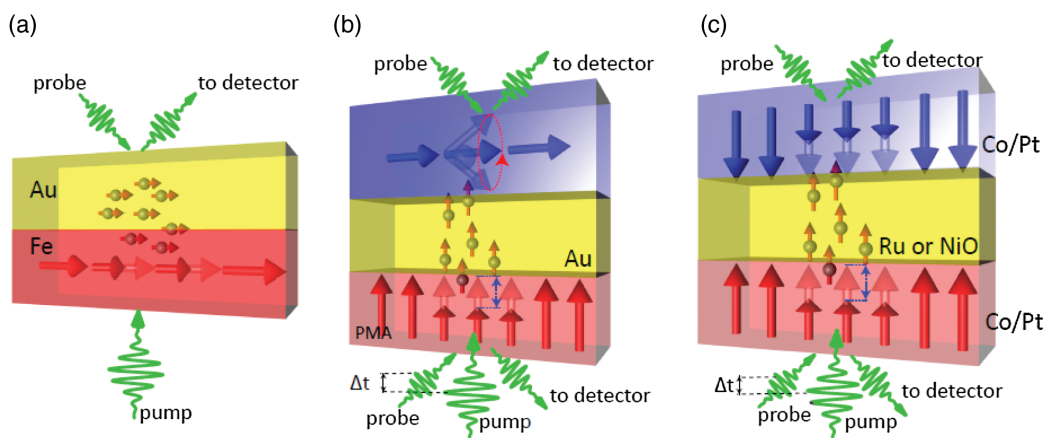 (a)
probe
to detector
Au
Fe
pump
(b)
probe
to detector
Au
PMA
Δt
probe
pump
to detector
(c)
probe
to detector
Co/Pt
Ru or NiO
Co/Pt
Δt
probe
pump
to detector